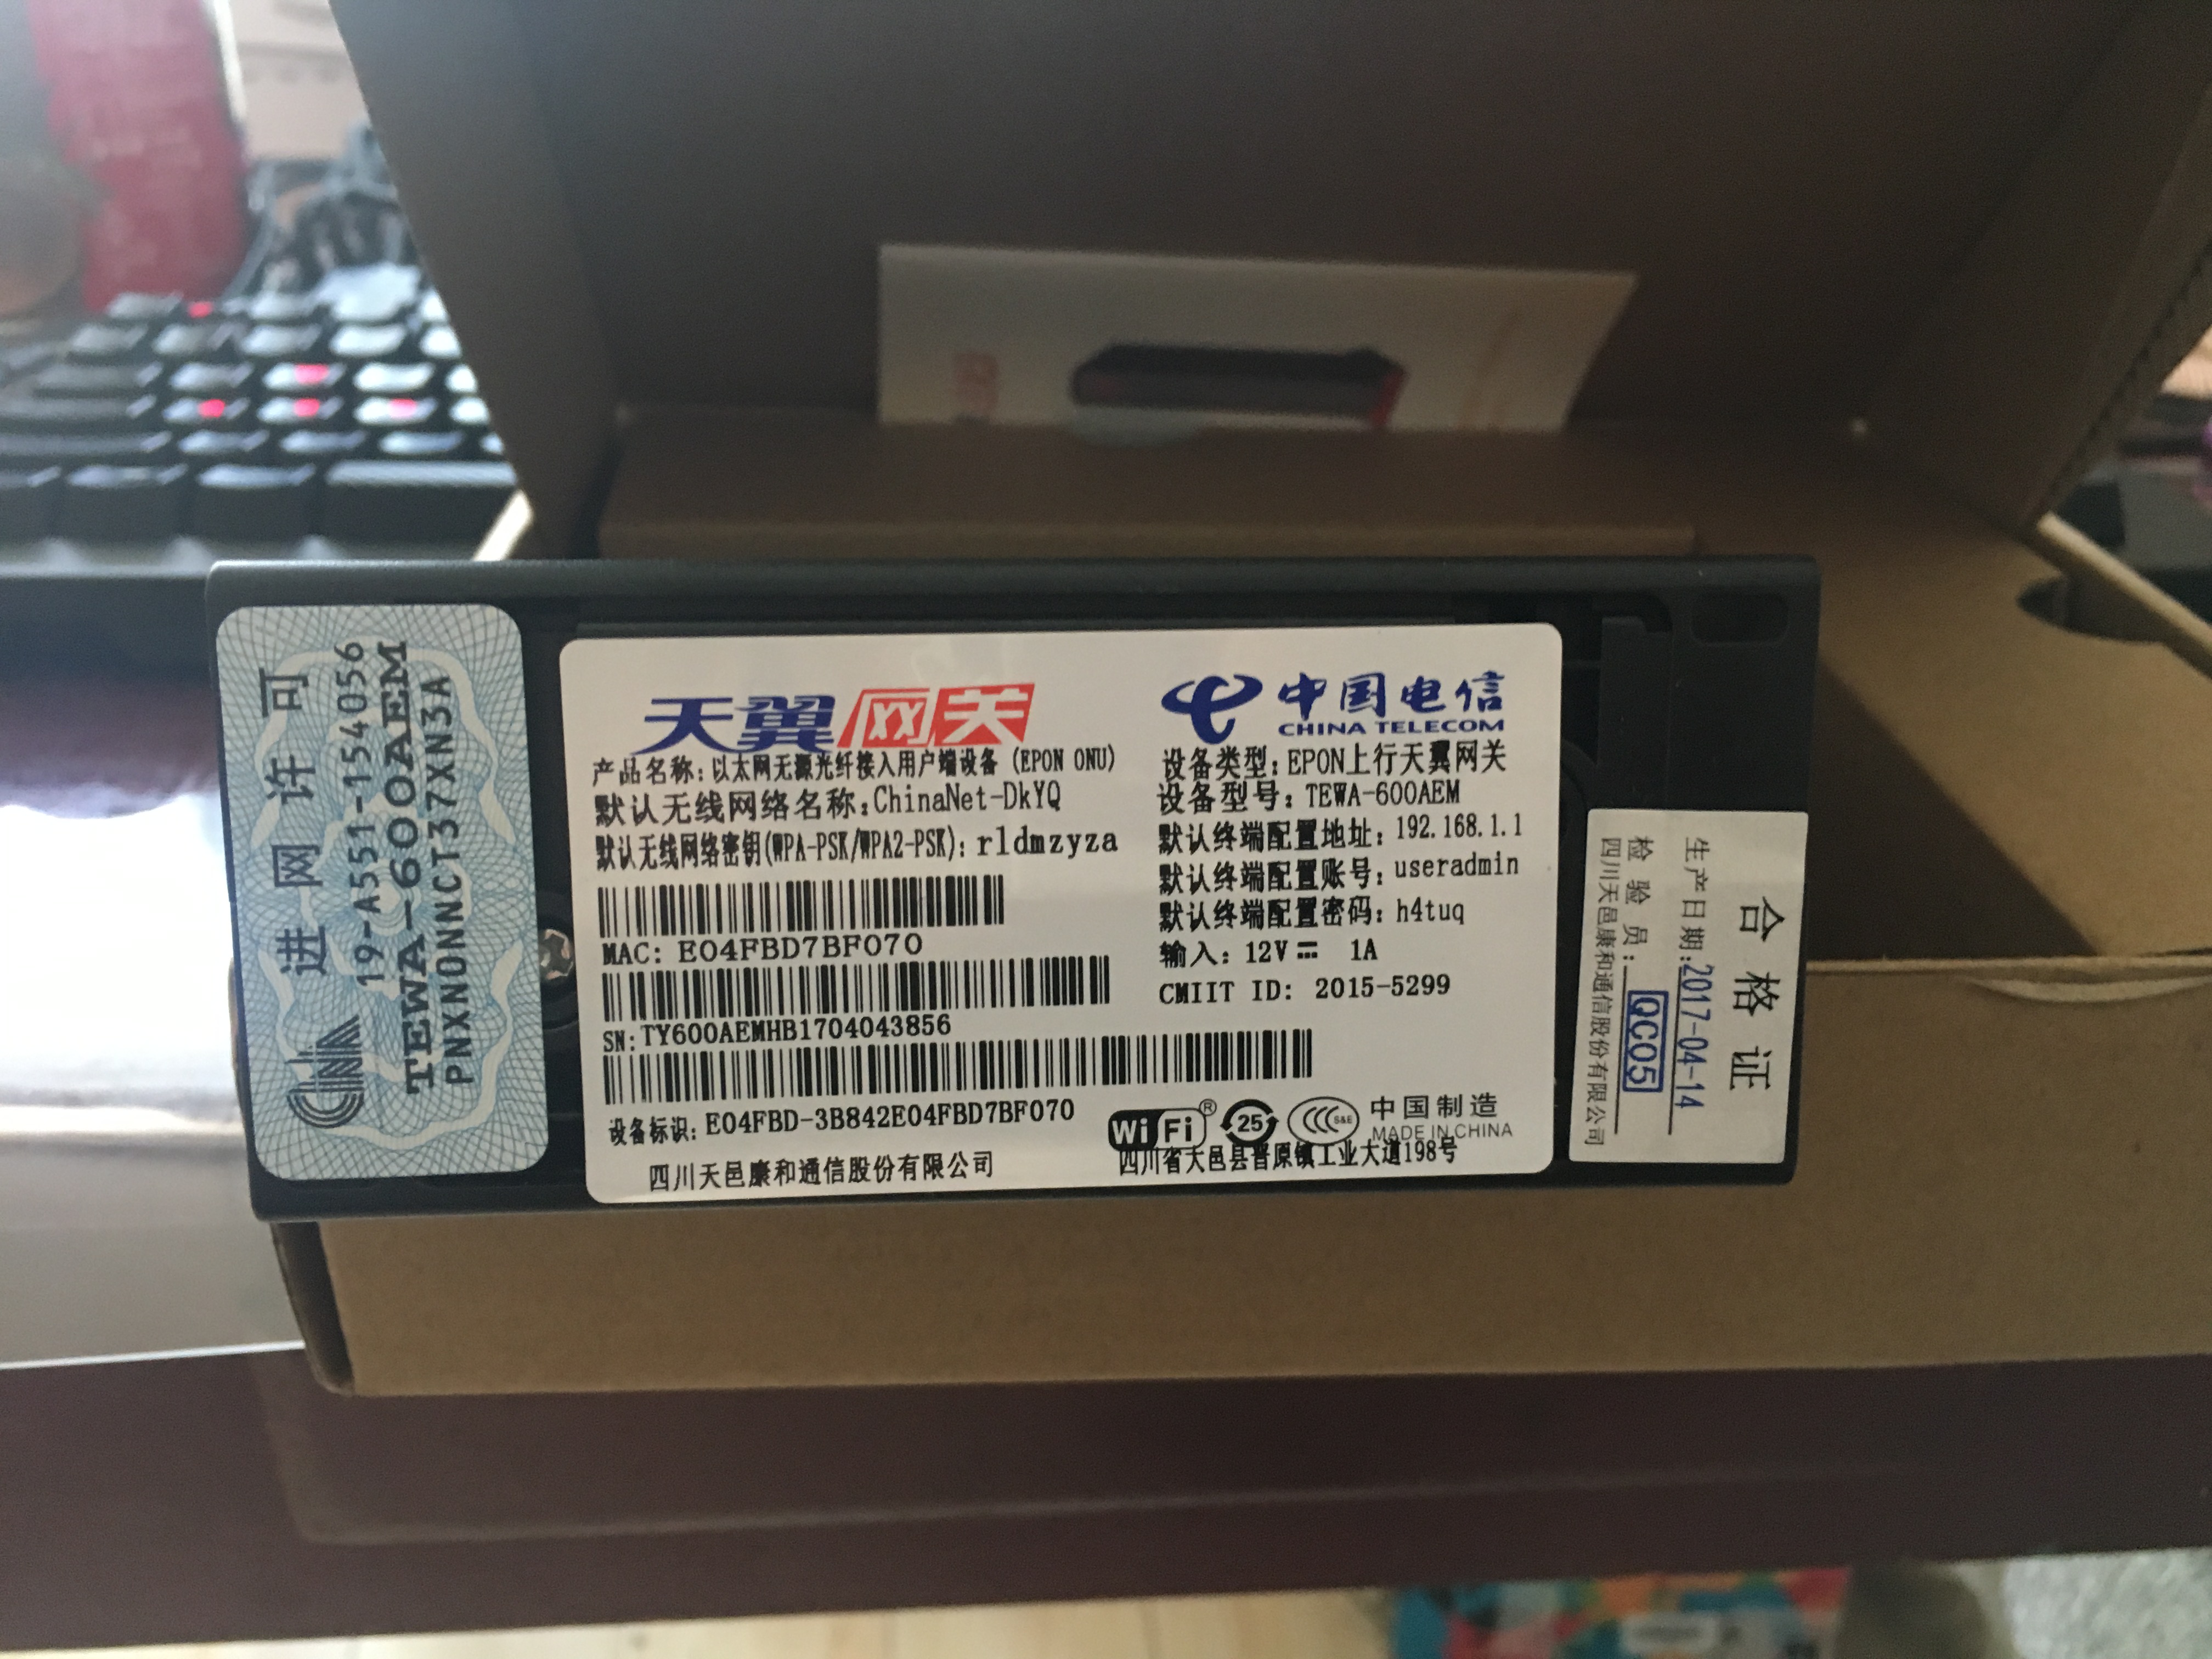 进网许可
19-A551-154056
TEWA-600AEM
PNXNONNCT37XN3A
天翼网关
中国电信
CHINA TELECOM
产品名称:以太网无源光纤接入用户端设备 (EPON ONU)
默认无线网络名称:ChinaNet-DkYQ
默认无线网络密钥(WPA-PSK/WPA2-PSK): rldmzyza
MAC: E04FBD7BF070
SN:TY600AEMHB1704043856
设备标识: E04FBD-3B842E04FBD7BF070
四川天邑康和通信股份有限公司
设备类型:EPON上行天翼网关
设备型号: TEWA-600AEM
默认终端配置地址: 192.168.1.1
默认终端配置账号: useradmin
默认终端配置密码: h4tuq
输入: 12V 1A
CMIIT ID: 2015-5299
Wi Fi®
25
S&E
中国制造
MADE IN CHINA
四川省大邑县晋原镇工业大道198号
合格证
生产日期:2017-04-14
检验员: QC05
四川天邑康和通信股份有限公司